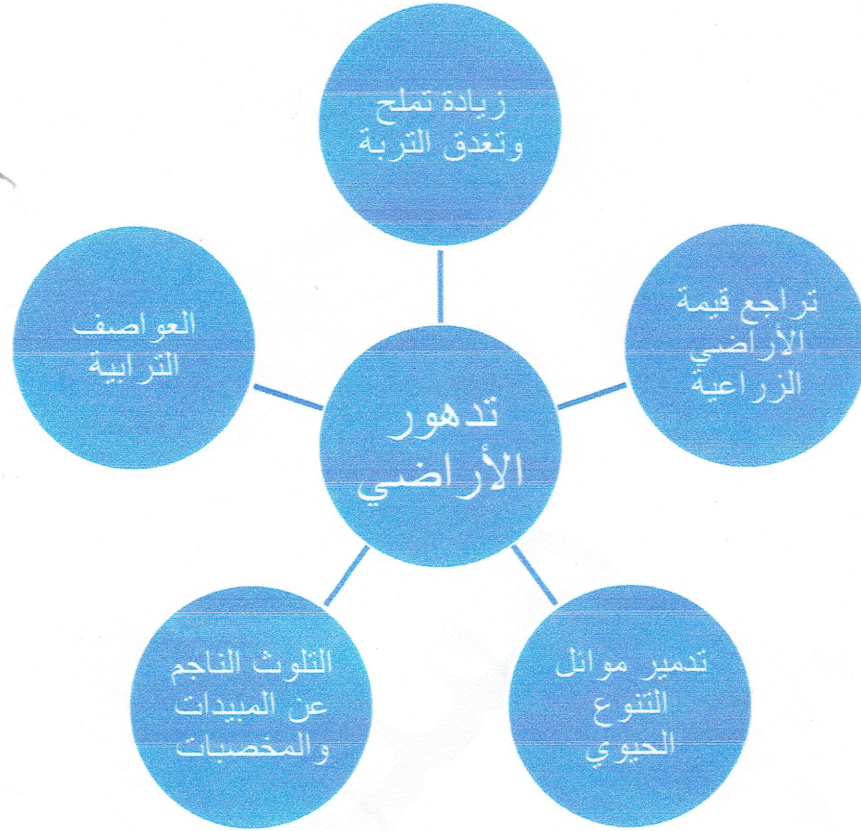 زيادة تملح
وتغدق التربة
تراجع قيمة
الأراضي
الزراعية
العواصف
الترابية
تدهور
الأراضي
تدمير موائل
التنوع
الحيوي
التلوث الناجم
عن المبيدات
والمخصبات